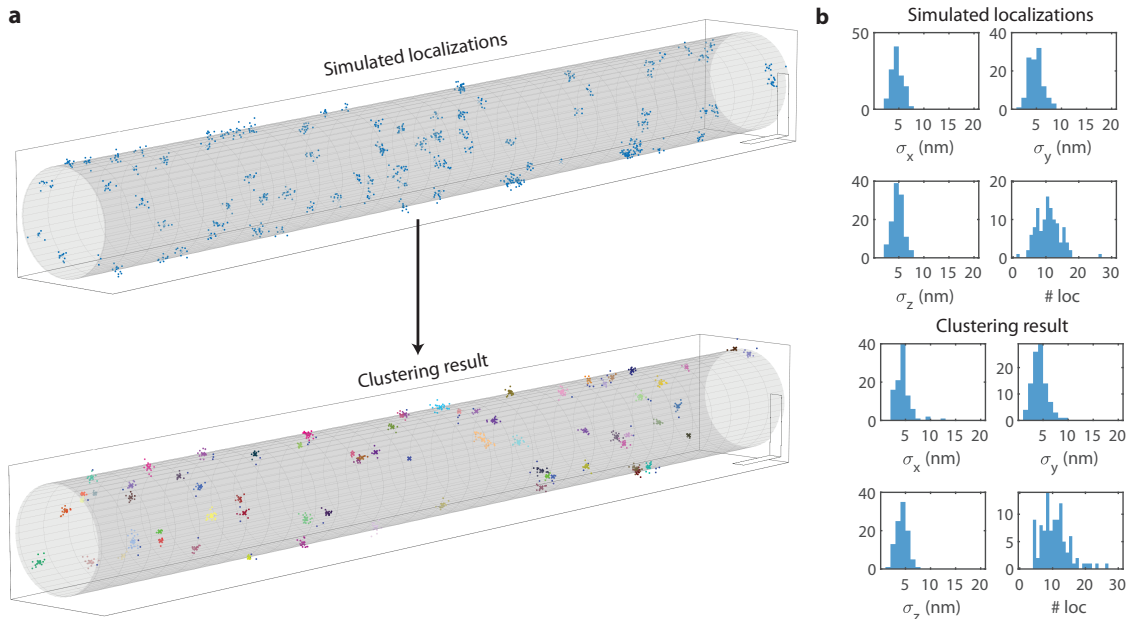 a
Simulated localizations
Clustering result
b
Simulated localizations
50
0
5 10 15 20
σx (nm)
40
20
0
5 10 15 20
σy (nm)
40
20
0
5 10 15 20
σz (nm)
20
10
0
0 10 20 30
# loc
Clustering result
40
20
0
5 10 15 20
σx (nm)
20
0
5 10 15 20
σy (nm)
40
20
0
5 10 15 20
σz (nm)
10
5
0
0 10 20 30
# loc